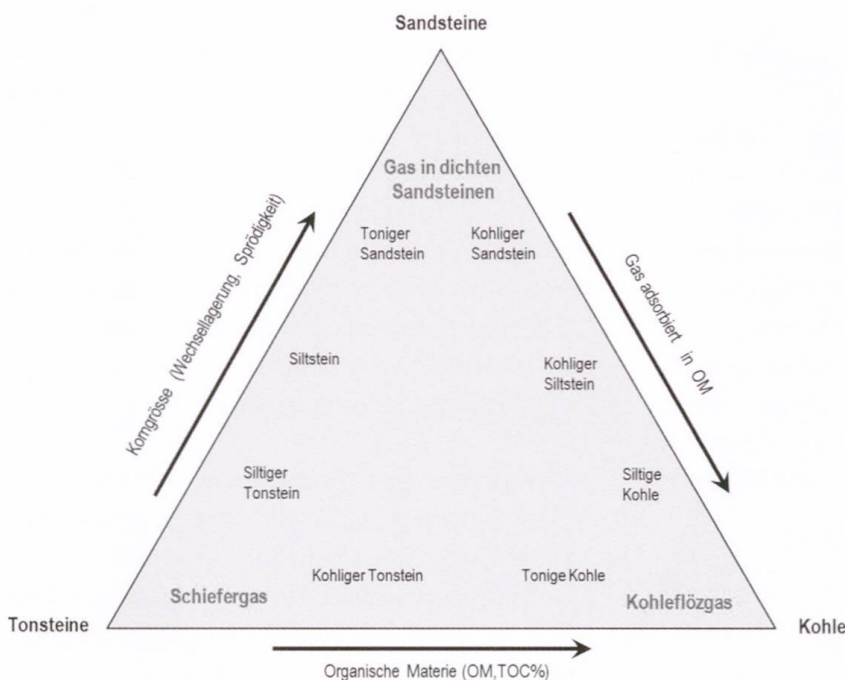 Sandsteine
Gas in dichten
Sandsteinen
Toniger
Sandstein
Kohliger
Sandstein
Korngrösse (Wechsellagerung, Sprödigkeit)
Gas adsorbiert in OM
Siltstein
Kohliger
Siltstein
Siltiger
Tonstein
Siltige
Kohle
Kohliger Tonstein
Tonige Kohle
Schiefergas
Kohleflözgas
Tonsteine
Kohle
Organische Materie (OM,TOC%)